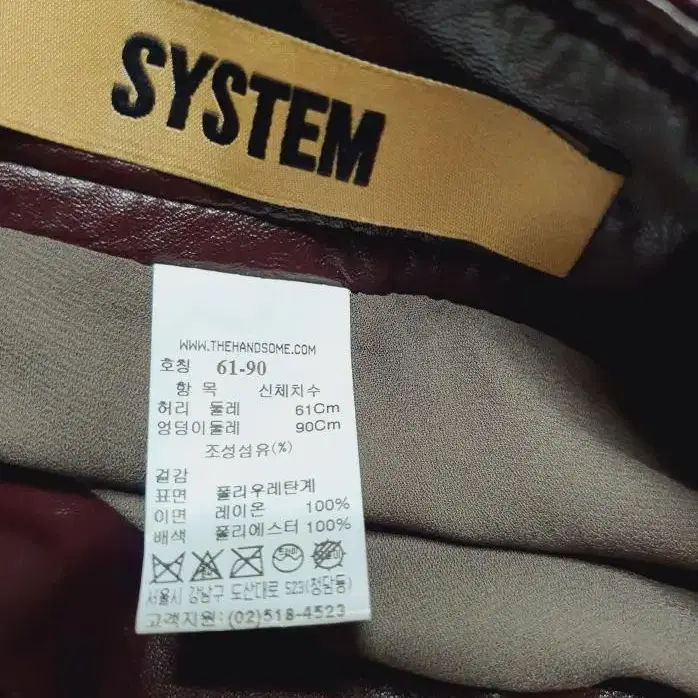 SYSTEM
WWW.THEHANDSOME.COM
호칭 61-90
항 목 신체치수
허리 둘레 61Cm
엉덩이둘레 90Cm
조성섬유(%)
겉감
표면 폴리우레탄계
이면 레이온 100%
배색 폴리에스터 100%
서울시 강남구 도산대로 523(청담동)
고객지원:(02)518-4523